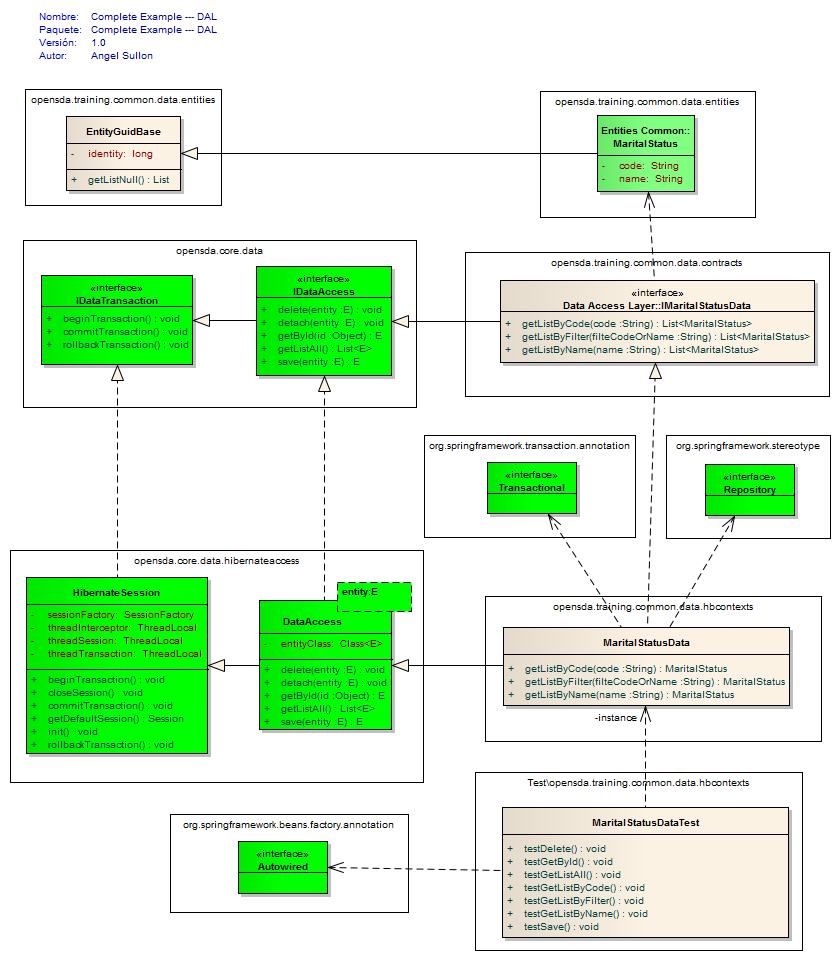 Nombre: Complete Example --- DAL
Paquete: Complete Example --- DAL
Versión: 1.0
Autor: Angel Sullon
opensda.training.common.data.entities
EntityGuidBase
- identity: long
+ getListNull() : List
opensda.training.common.data.entities
Entities Common::
MaritalStatus
- code: String
- name: String
opensda.core.data
«interface»
IDataTransaction
+ beginTransaction() : void
+ commitTransaction() : void
+ rollbackTransaction() : void
«interface»
IDataAccess
+ delete(entity :E) : void
+ detach(entity :E) : void
+ getById(id :Object) : E
+ getListAll() : List<E>
+ save(entity :E) : E
opensda.training.common.data.contracts
«interface»
Data Access Layer::IMaritalStatusData
+ getListByCode(code :String) : List<MaritalStatus>
+ getListByFilter(filteCodeOrName :String) : List<MaritalStatus>
+ getListByName(name :String) : List<MaritalStatus>
org.springframework.transaction.annotation
«interface»
Transactional
org.springframework.stereotype
«interface»
Repository
opensda.core.data.hibernateaccess
HibernateSession
- sessionFactory: SessionFactory
- threadInterceptor: ThreadLocal
- threadSession: ThreadLocal
- threadTransaction: ThreadLocal
+ beginTransaction() : void
+ closeSession() : void
+ commitTransaction() : void
+ getDefaultSession() : Session
+ init() : void
+ rollbackTransaction() : void
entity:E
DataAccess
- entityClass: Class<E>
+ delete(entity :E) : void
+ detach(entity :E) : void
+ getById(id :Object) : E
+ getListAll() : List<E>
+ save(entity :E) : E
opensda.training.common.data.hbcontexts
MaritalStatusData
+ getListByCode(code :String) : MaritalStatus
+ getListByFilter(filteCodeOrName :String) : MaritalStatus
+ getListByName(name :String) : MaritalStatus
-instance
Test\opensda.training.common.data.hbcontexts
MaritalStatusDataTest
+ testDelete() : void
+ testGetById() : void
+ testGetListAll() : void
+ testGetListByCode() : void
+ testGetListByFilter() : void
+ testGetListByName() : void
+ testSave() : void
org.springframework.beans.factory.annotation
«interface»
Autowired